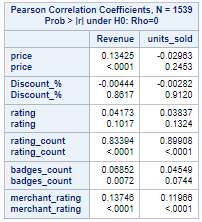 Pearson Correlation Coefficients, N = 1539
Prob > |r| under H0: Rho=0
Revenue units_sold
price 0.13425 -0.02963
price <.0001 0.2453
Discount_% -0.00444 -0.00282
Discount_% 0.8617 0.9120
rating 0.04173 0.03837
rating 0.1017 0.1324
rating_count 0.83394 0.89908
rating_count <.0001 <.0001
badges_count 0.06852 0.04549
badges_count 0.0072 0.0744
merchant_rating 0.13746 0.11966
merchant_rating <.0001 <.0001